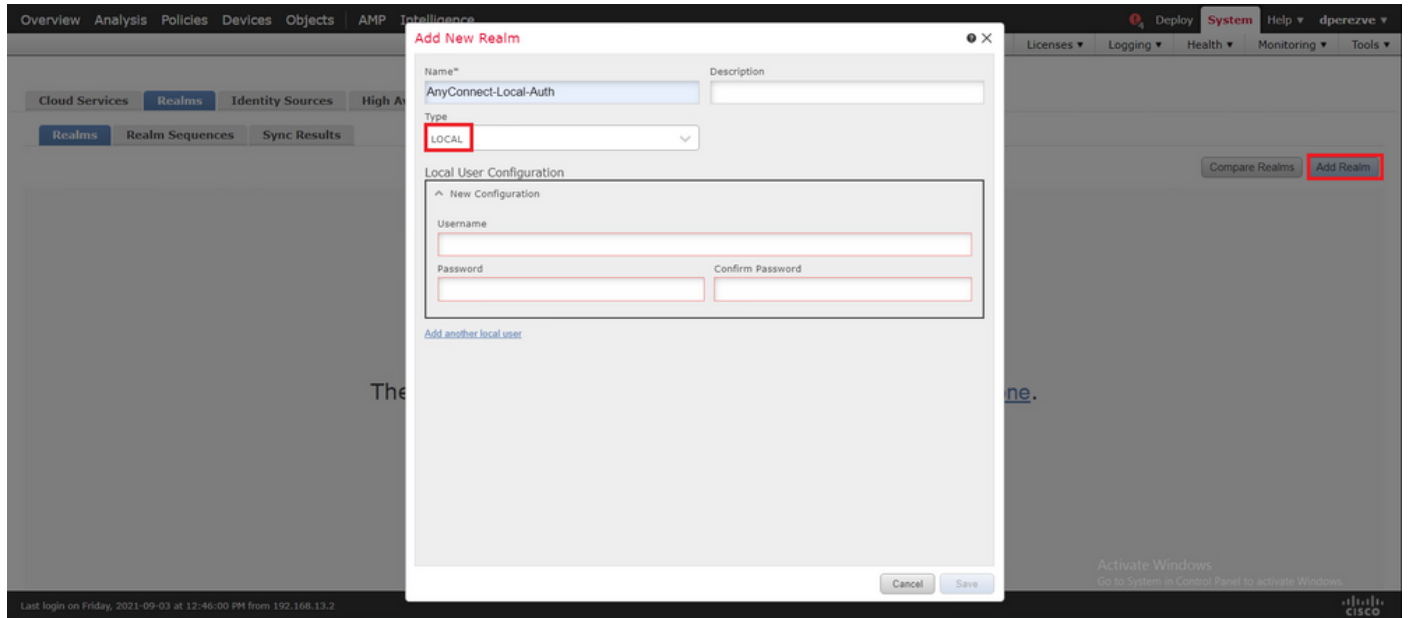 Overview Analysis Policies Devices Objects AMP Intelligence Deploy System Help dperezve
Licenses Logging Health Monitoring Tools
Cloud Services Realms Identity Sources High
Realms Realm Sequences Sync Results
Compare Realms Add Realm
Add New Realm
Name* Description
AnyConnect-Local-Auth
Type
LOCAL
Local User Configuration
New Configuration
Username
Password Confirm Password
Add another local user
The
ne.
Cancel Save
Activate Windows
Go to System in Control Panel to activate Windows.
Last login on Friday, 2021-09-03 at 12:46:00 PM from 192.168.13.2
CISCO